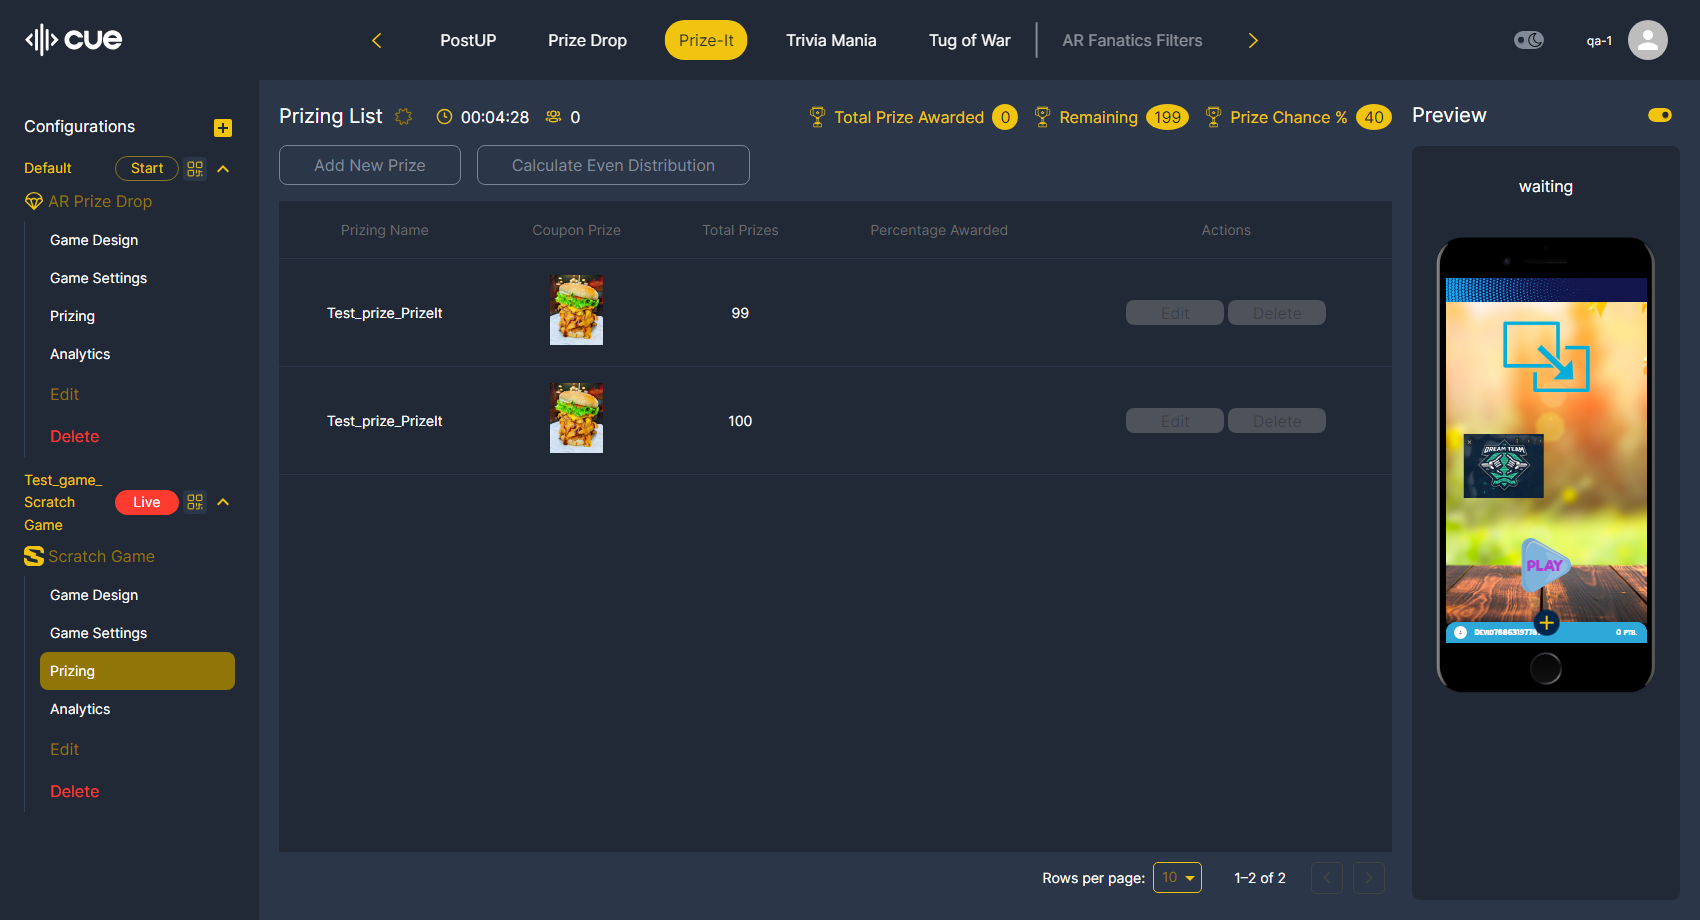 cue
PostUP
Prize Drop
Prize-It
Trivia Mania
Tug of War
AR Fanatics Filters
qa-1
Configurations
Default
Start
AR Prize Drop
Game Design
Game Settings
Prizing
Analytics
Edit
Delete
Test_game_
Scratch
Game
Live
Scratch Game
Game Design
Game Settings
Prizing
Analytics
Edit
Delete
Prizing List
00:04:28
0
Total Prize Awarded 0
Remaining 199
Prize Chance % 40
Add New Prize
Calculate Even Distribution
Prizing Name Coupon Prize Total Prizes Percentage Awarded Actions
Test_prize_PrizeIt 99 Edit Delete
Test_prize_PrizeIt 100 Edit Delete
Rows per page: 10 1–2 of 2
Preview
waiting
DREAM TEAM
PLAY
0 PTS.